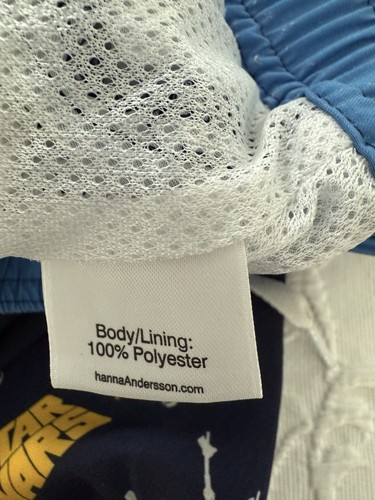 Body/Lining:
100% Polyester
hannaAndersson.com
STAR
WARS